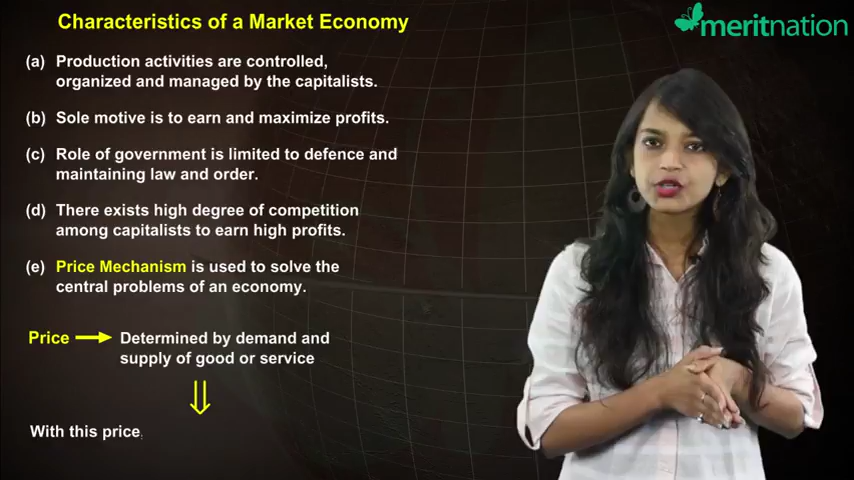 Characteristics of a Market Economy
meritnation
(a) Production activities are controlled,
organized and managed by the capitalists.
(b) Sole motive is to earn and maximize profits.
(c) Role of government is limited to defence and
maintaining law and order.
(d) There exists high degree of competition
among capitalists to earn high profits.
(e) Price Mechanism is used to solve the
central problems of an economy.
Price → Determined by demand and
supply of good or service
⇓
With this price,